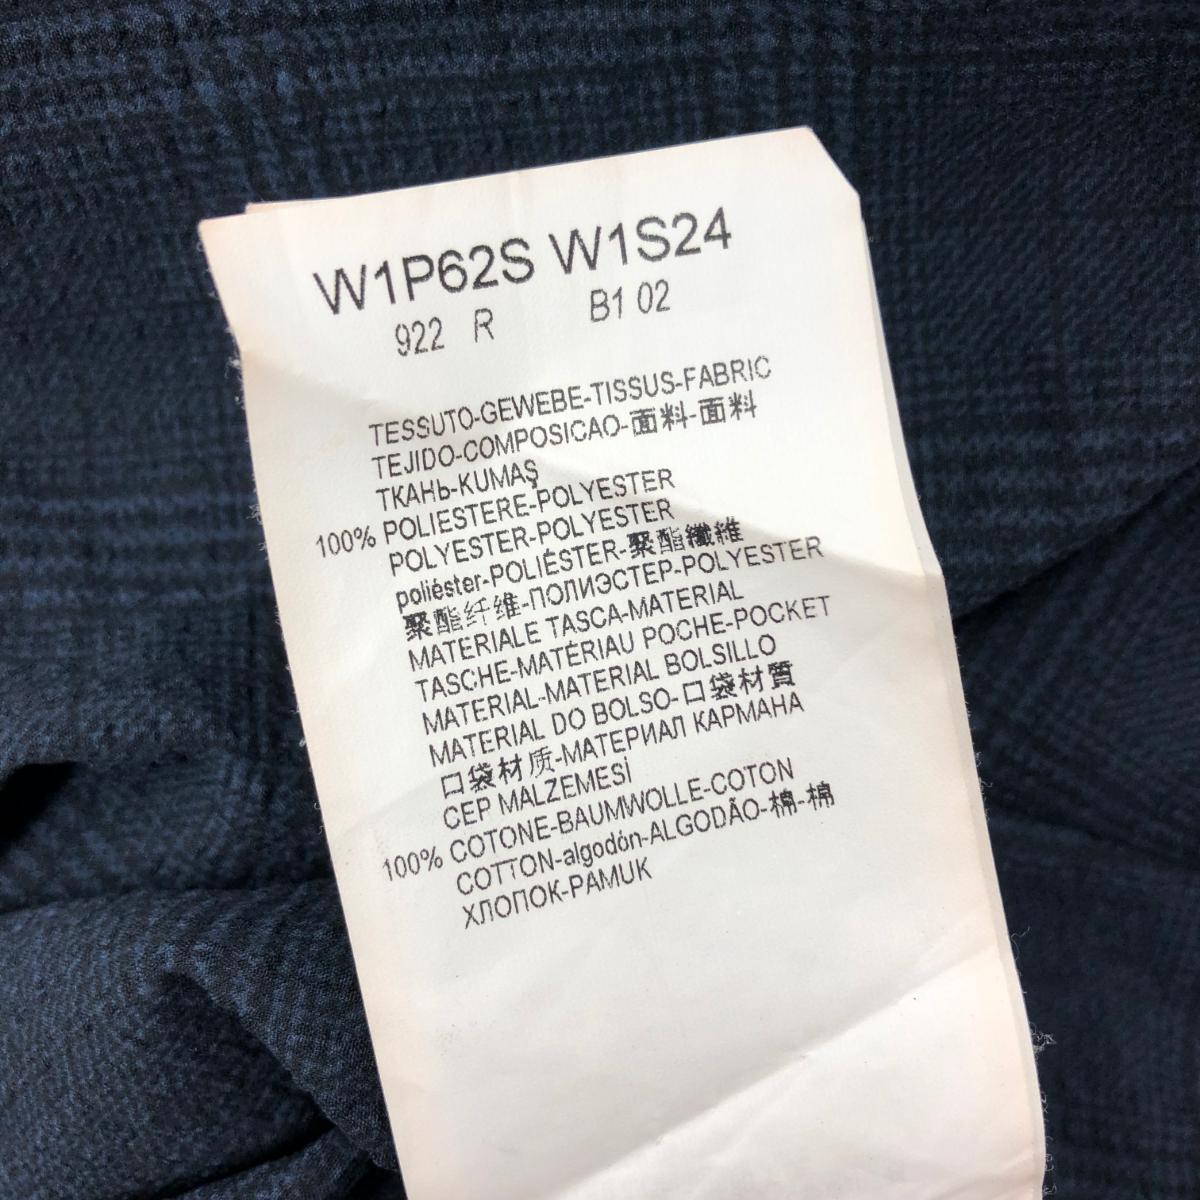 W1P62S W1S24
922 R B1 02
TESSUTO-GEWEBE-TISSUS-FABRIC
TEJIDO-COMPOSICAO-面料-面料
ТКАНЬ-KUMAŞ
100% POLIESTERE-POLYESTER
POLYESTER-POLYESTER
poliéster-POLIÉSTER-聚酯纖維
聚酯纤维-ПОЛИЭСТЕР-POLYESTER
MATERIALE TASCA-MATERIAL
TASCHE-MATÉRIAU POCHE-POCKET
MATERIAL-MATERIAL BOLSILLO
MATERIAL DO BOLSO-口袋材質
口袋材质-МАТЕРИАЛ КАРМАНА
CEP MALZEMESİ
100% COTONE-BAUMWOLLE-COTON
COTTON-algodón-ALGODÃO-棉-棉
ХЛОПОК-PAMUK